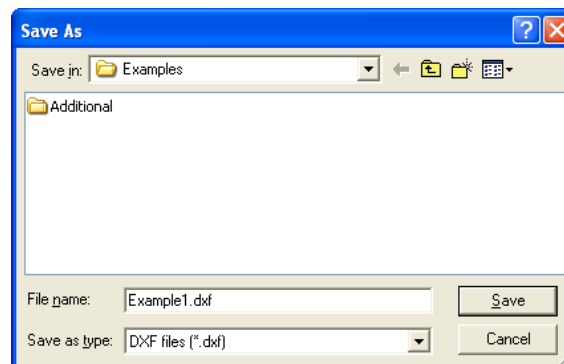 Save As
Save in: Examples
Additional
File name: Example1.dxf
Save
Save as type: DXF files (*.dxf)
Cancel